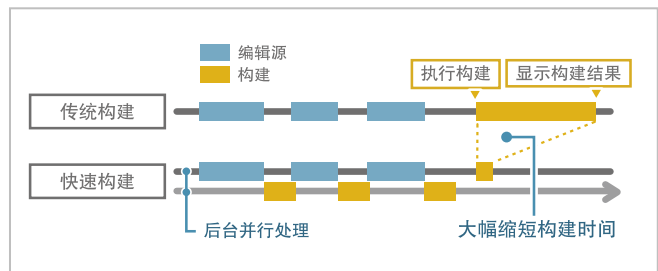 编辑源
构建
执行构建
显示构建结果
传统构建
快速构建
后台并行处理
大幅缩短构建时间